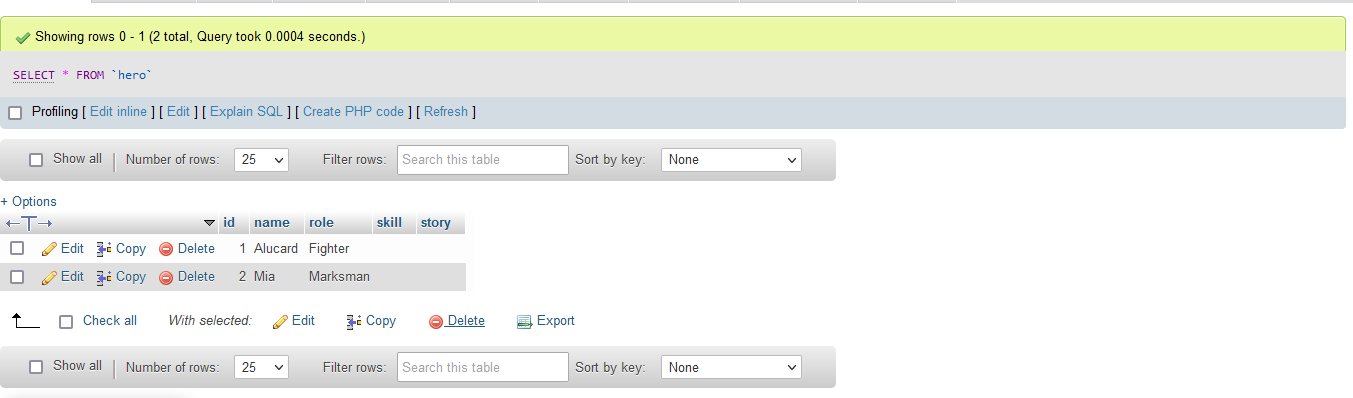 Showing rows 0 - 1 (2 total, Query took 0.0004 seconds.)
SELECT * FROM `hero`
Profiling [ Edit inline ] [ Edit ] [ Explain SQL ] [ Create PHP code ] [ Refresh ]
Show all Number of rows: 25 Filter rows: Search this table Sort by key: None
+ Options
id name role skill story
Edit Copy Delete 1 Alucard Fighter
Edit Copy Delete 2 Mia Marksman
Check all With selected: Edit Copy Delete Export
Show all Number of rows: 25 Filter rows: Search this table Sort by key: None